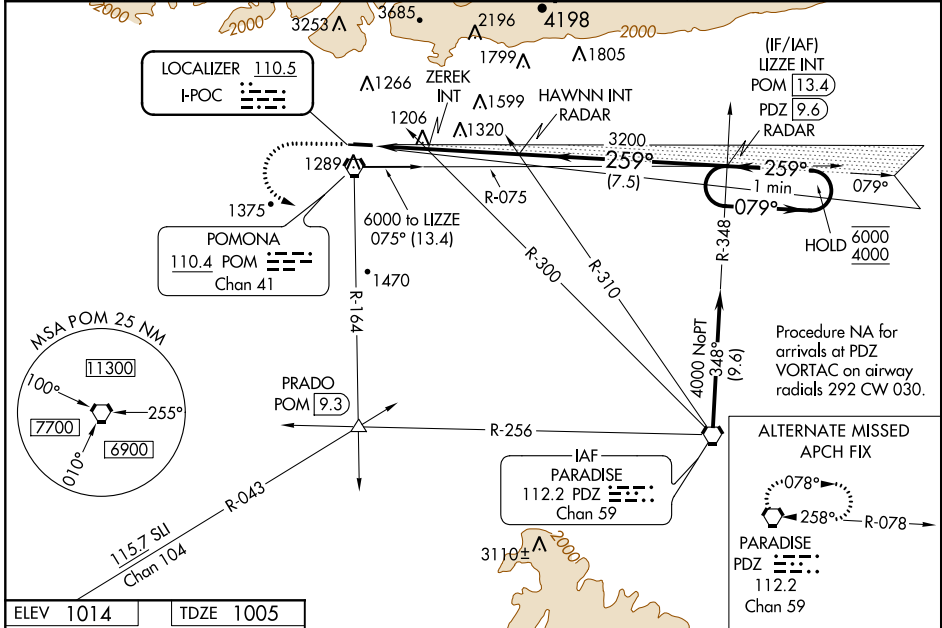 2000
3253
3685
2196
4198
2000
1799
1805
(IF/IAF)
LIZZE INT
POM 13.4
PDZ 9.6
RADAR
LOCALIZER 110.5
I-POC
1266
ZEREK
INT
1599
HAWNN INT
RADAR
1206
1320
3200
1289
259°
(7.5)
259°
1 min
079°
079°
R-075
6000 to LIZZE
075° (13.4)
1375
POMONA
110.4 POM
Chan 41
1470
HOLD 6000
4000
R-348
R-300
R-310
R-164
MSA POM 25 NM
11300
100°
255°
7700
6900
010°
4000 NoPT
348°
(9.6)
Procedure NA for
arrivals at PDZ
VORTAC on airway
radials 292 CW 030.
PRADO
POM 9.3
R-256
R-043
IAF
PARADISE
112.2 PDZ
Chan 59
115.7 SLI
Chan 104
3110±
2000
ALTERNATE MISSED
APCH FIX
078°
258°
R-078
PARADISE
PDZ
112.2
Chan 59
ELEV 1014
TDZE 1005